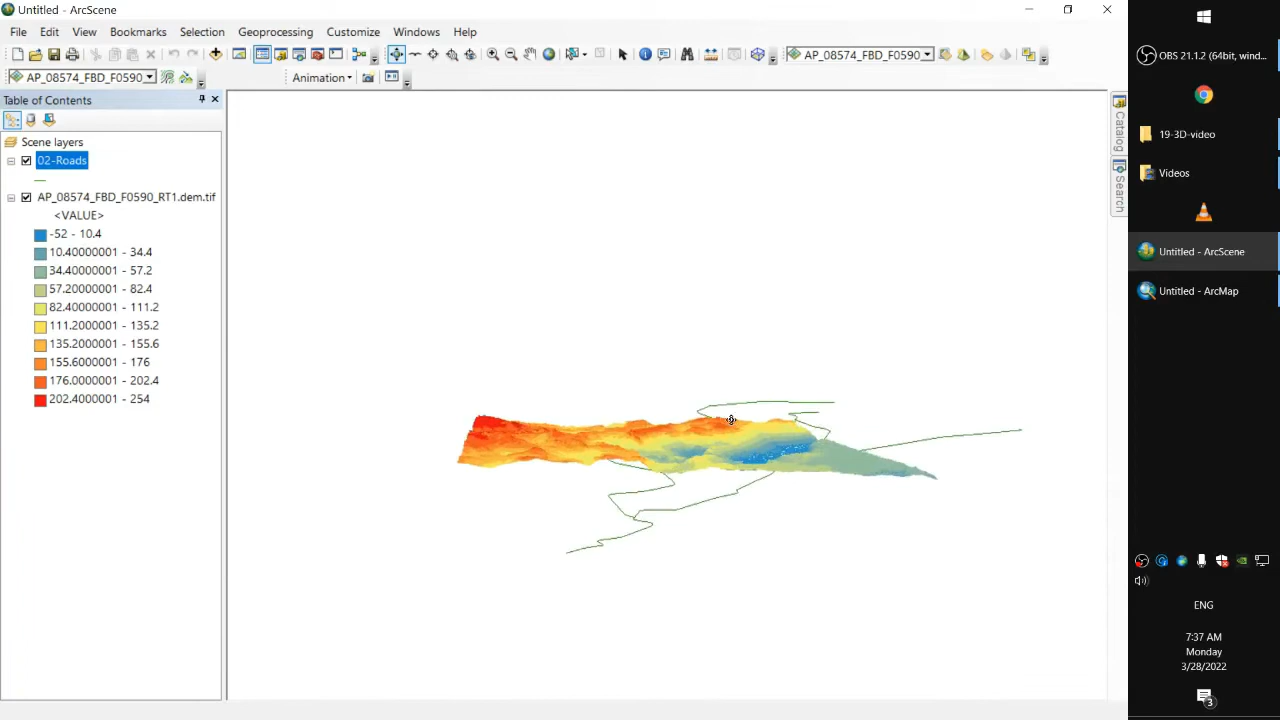 Untitled - ArcScene
File Edit View Bookmarks Selection Geoprocessing Customize Windows Help
AP_08574_FBD_F0590
AP_08574_FBD_F0590
Animation
Table of Contents
Scene layers
02-Roads
AP_08574_FBD_F0590_RT1.dem.tif
<VALUE>
-52 - 10.4
10.40000001 - 34.4
34.40000001 - 57.2
57.20000001 - 82.4
82.40000001 - 111.2
111.2000001 - 135.2
135.2000001 - 155.6
155.6000001 - 176
176.0000001 - 202.4
202.4000001 - 254
Catalog
Search
OBS 21.1.2 (64bit, wind...
19-3D-video
Videos
Untitled - ArcScene
Untitled - ArcMap
ENG
7:37 AM
Monday
3/28/2022
3